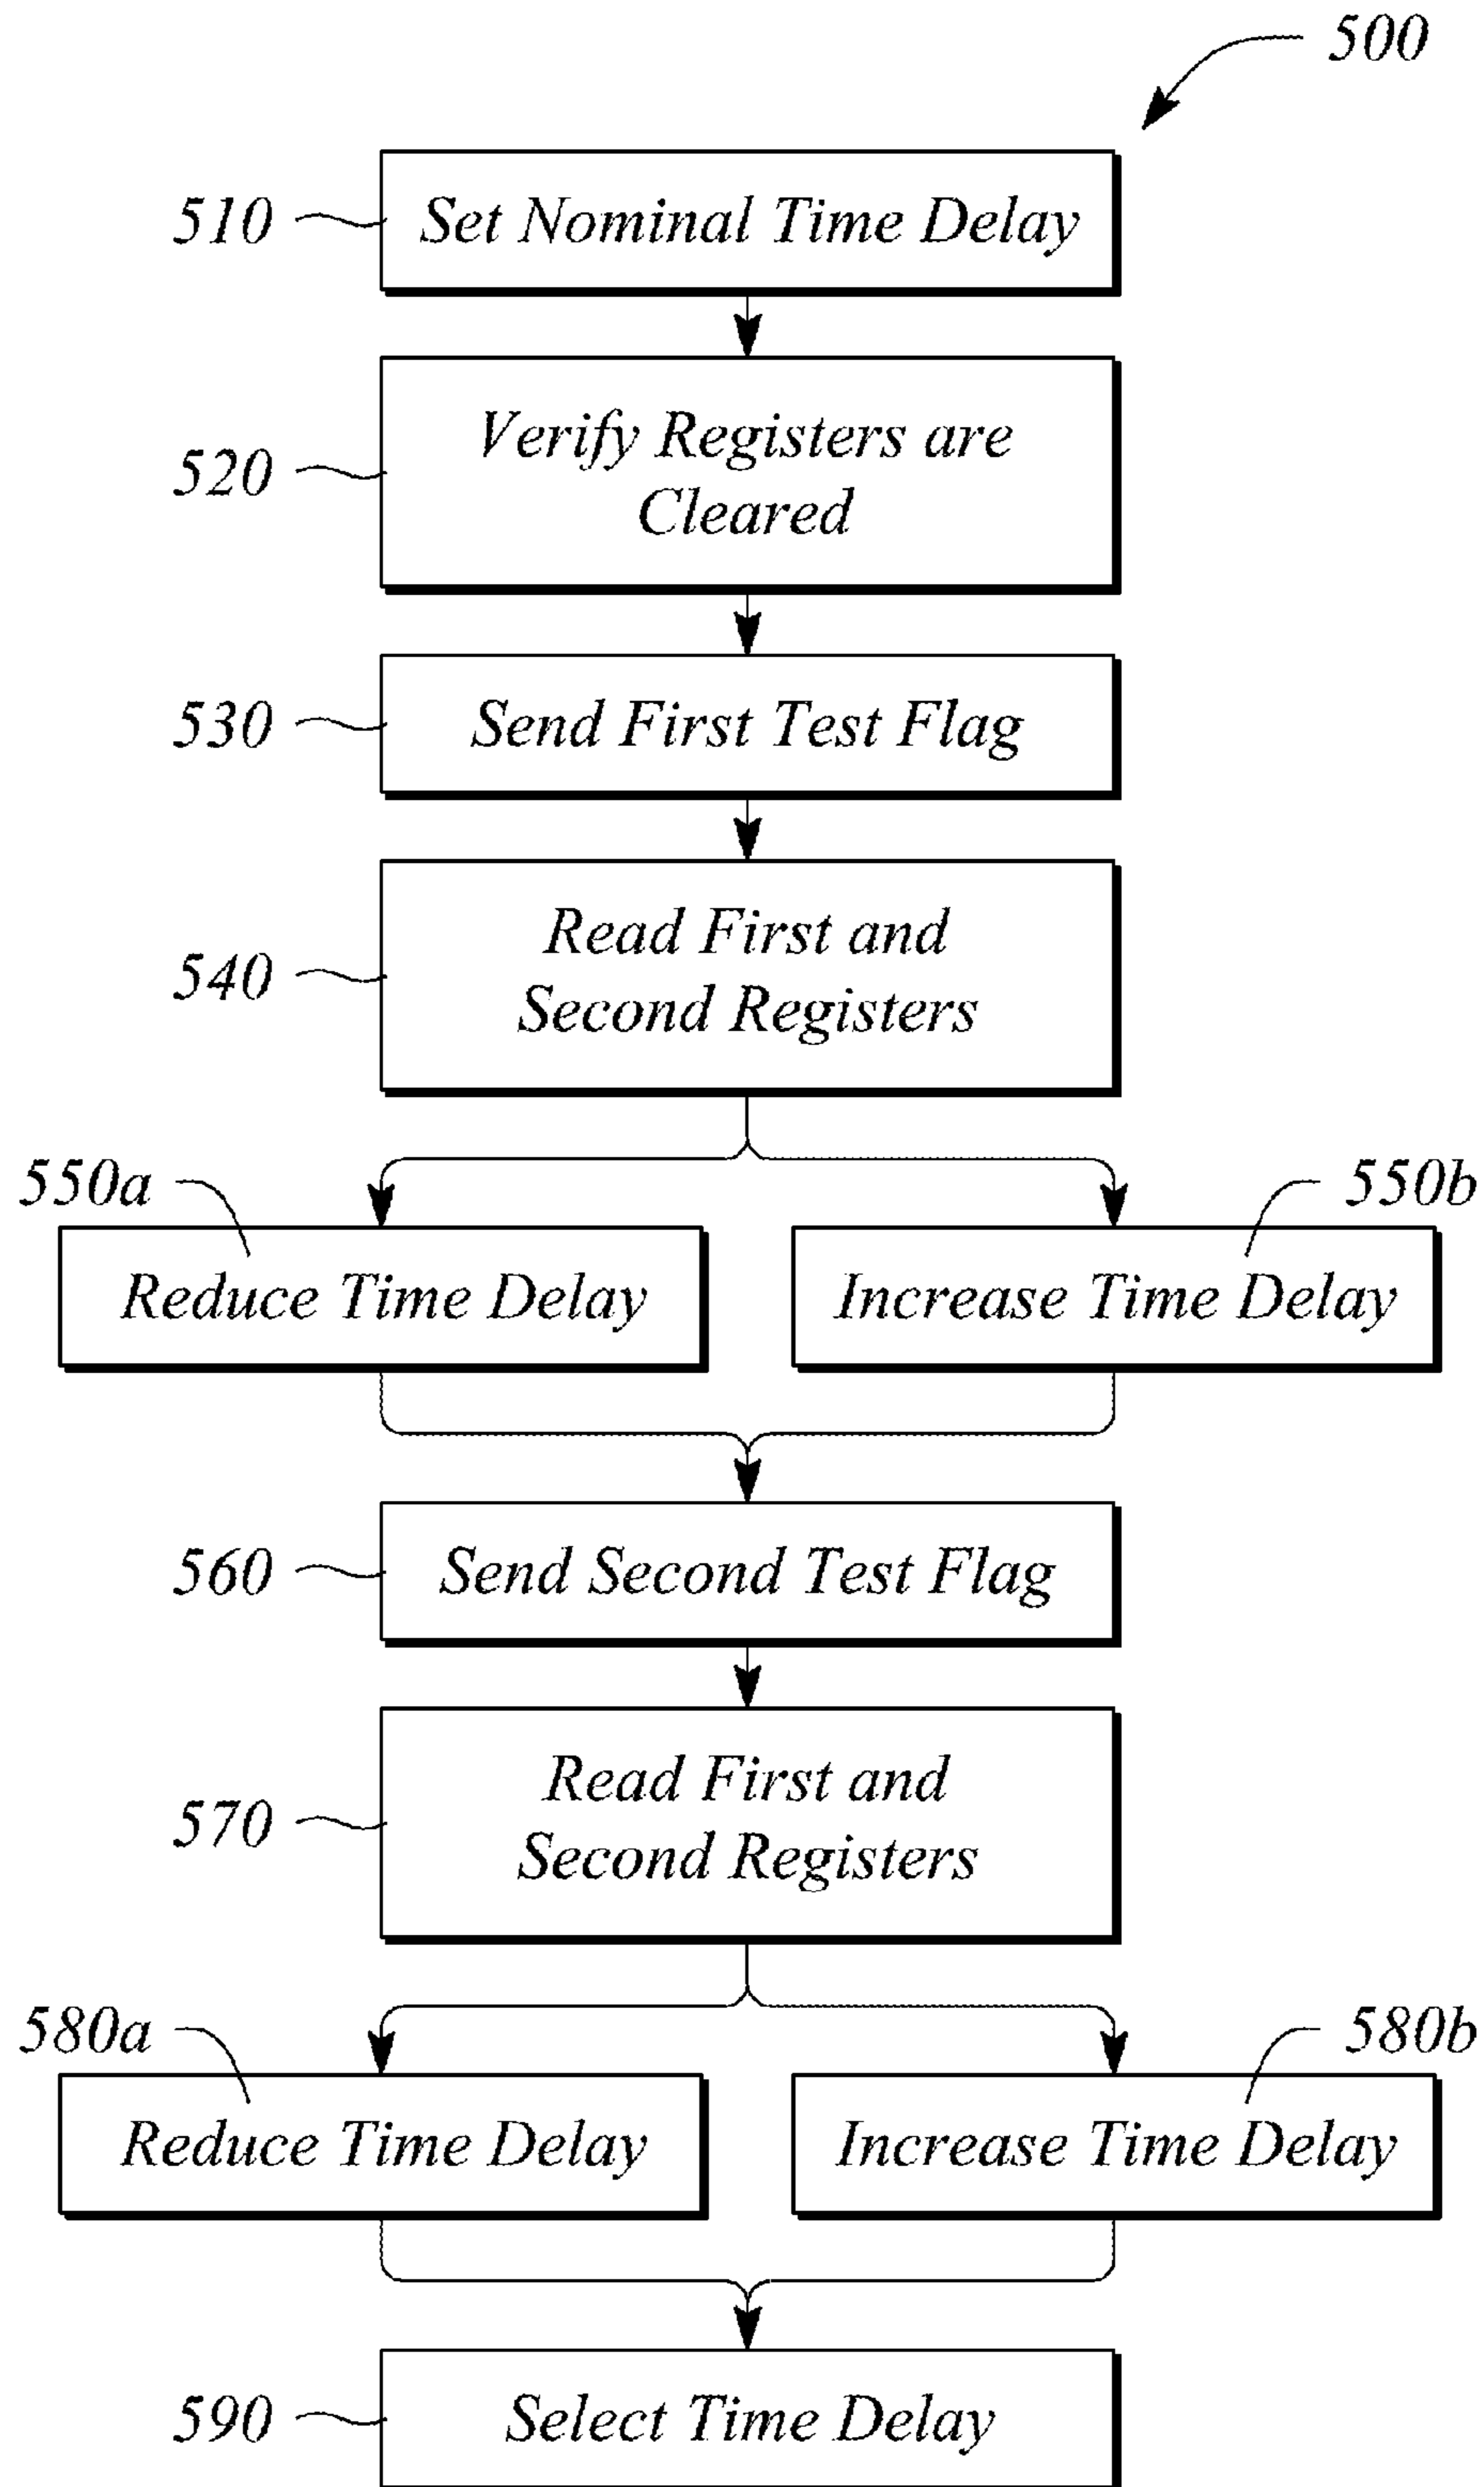 500
510
Set Nominal Time Delay
520
Verify Registers are
Cleared
530
Send First Test Flag
540
Read First and
Second Registers
550a
550b
Reduce Time Delay
Increase Time Delay
560
Send Second Test Flag
570
Read First and
Second Registers
580a
580b
Reduce Time Delay
Increase Time Delay
590
Select Time Delay